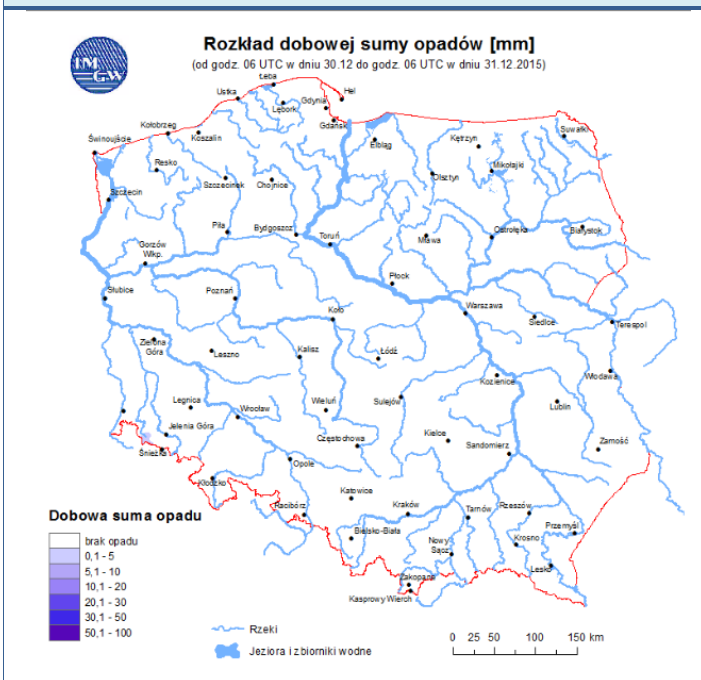 Rozkład dobowej sumy opadów [mm]
(od godz. 06 UTC w dniu 30.12 do godz. 06 UTC w dniu 31.12.2015)
IM
GW
Łeba
Ustka
Hel
Gdynia
Lębork
Gdańsk
Kołobrzeg
Koszalin
Suwałki
Świnoujście
Elbląg
Kętrzyn
Resko
Mikołajki
Szczecinek
Chojnice
Olsztyn
Szczecin
Piła
Bydgoszcz
Toruń
Mława
Ostrołęka
Białystok
Gorzów
Wlkp.
Płock
Słubice
Poznań
Koło
Warszawa
Siedlce
Terespol
Zielona
Góra
Leszno
Kalisz
Łódź
Kozienice
Włodawa
Legnica
Wrocław
Wieluń
Sulejów
Lublin
Jelenia Góra
Częstochowa
Kielce
Sandomierz
Zamość
Śnieżka
Opole
Kłodzko
Katowice
Racibórz
Kraków
Tarnów
Rzeszów
Przemyśl
Bielsko-Biała
Nowy
Sącz
Krosno
Lesko
Zakopane
Kasprowy Wierch
Dobowa suma opadu
brak opadu
0,1 - 5
5,1 - 10
10,1 - 20
20,1 - 30
30,1 - 50
50,1 - 100
Rzeki
Jeziora i zbiorniki wodne
0 25 50 100 150 km